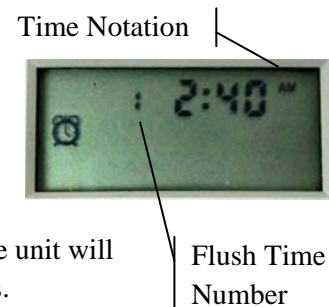 Time Notation
1 2:40 AM
e unit will
s.
Flush Time
Number